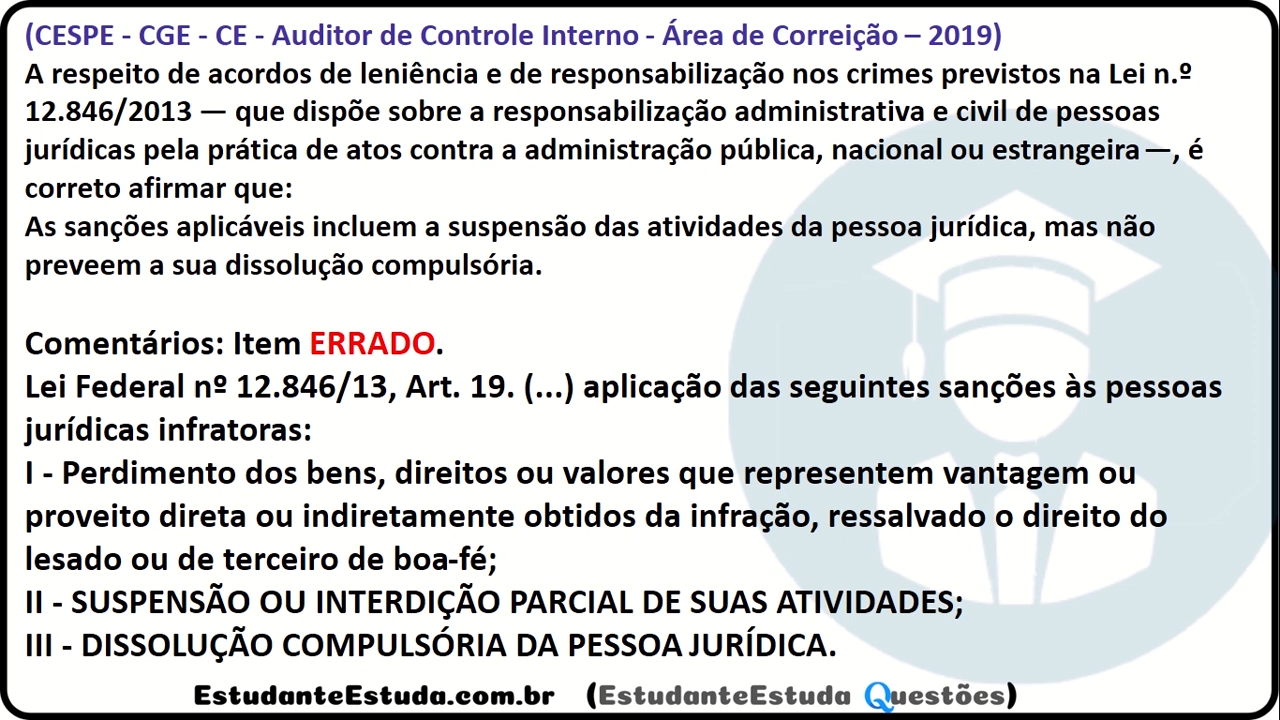 (CESPE - CGE - CE - Auditor de Controle Interno - Área de Correição – 2019)
A respeito de acordos de leniência e de responsabilização nos crimes previstos na Lei n.º
12.846/2013 — que dispõe sobre a responsabilização administrativa e civil de pessoas
jurídicas pela prática de atos contra a administração pública, nacional ou estrangeira—, é
correto afirmar que:
As sanções aplicáveis incluem a suspensão das atividades da pessoa jurídica, mas não
preveem a sua dissolução compulsória.
Comentários: Item ERRADO.
Lei Federal nº 12.846/13, Art. 19. (...) aplicação das seguintes sanções às pessoas
jurídicas infratoras:
I - Perdimento dos bens, direitos ou valores que representem vantagem ou
proveito direta ou indiretamente obtidos da infração, ressalvado o direito do
lesado ou de terceiro de boa-fé;
II - SUSPENSÃO OU INTERDIÇÃO PARCIAL DE SUAS ATIVIDADES;
III - DISSOLUÇÃO COMPULSÓRIA DA PESSOA JURÍDICA.
EstudanteEstuda.com.br (EstudanteEstuda Questões)